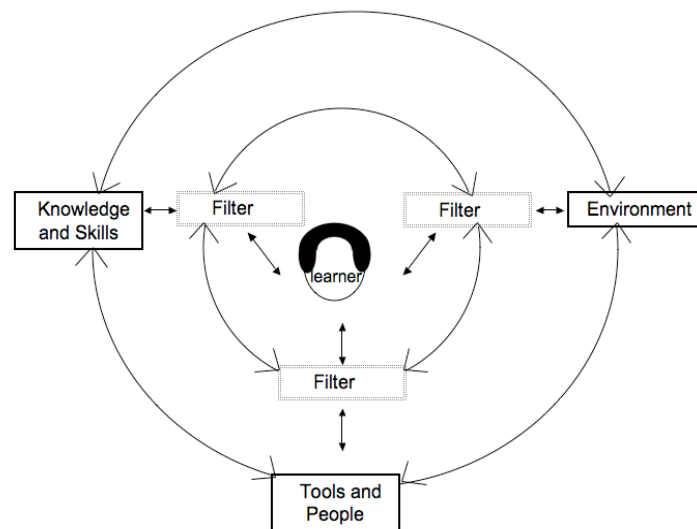 Knowledge
and Skills
Filter
Filter
Environment
learner
Filter
Tools and
People